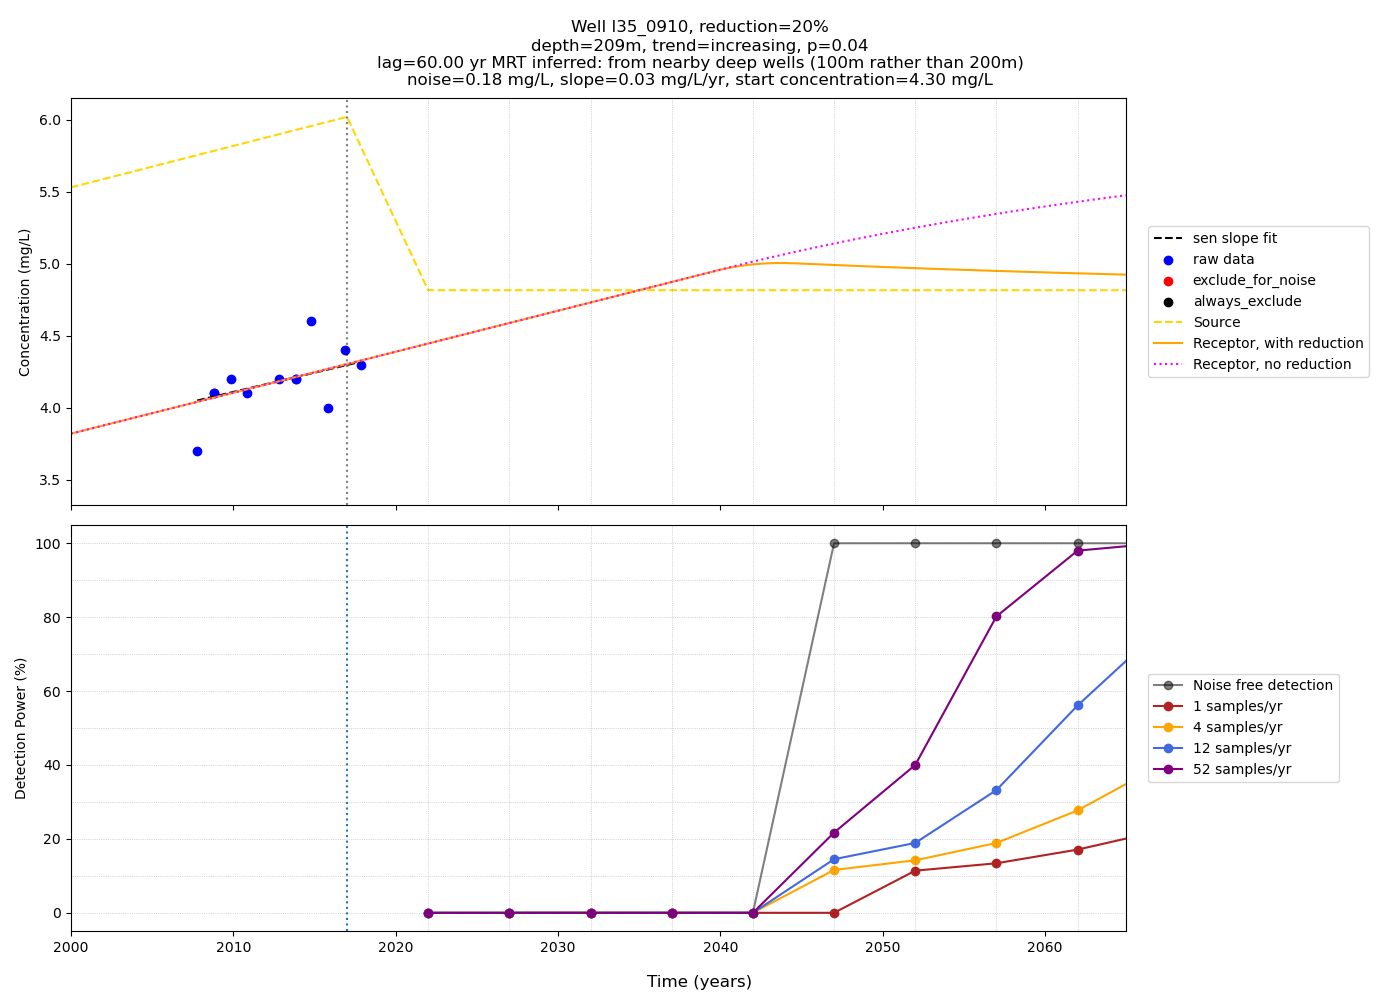 Well l35_0910, reduction=20%
depth=209m, trend=increasing, p=0.04
lag=60.00 yr MRT inferred: from nearby deep wells (100m rather than 200m)
noise=0.18 mg/L, slope=0.03 mg/L/yr, start concentration=4.30 mg/L
Concentration (mg/L)
6.0
5.5
5.0
4.5
4.0
3.5
sen slope fit
raw data
exclude_for_noise
always_exclude
Source
Receptor, with reduction
Receptor, no reduction
Detection Power (%)
100
80
60
40
20
0
Noise free detection
1 samples/yr
4 samples/yr
12 samples/yr
52 samples/yr
2000 2010 2020 2030 2040 2050 2060
Time (years)